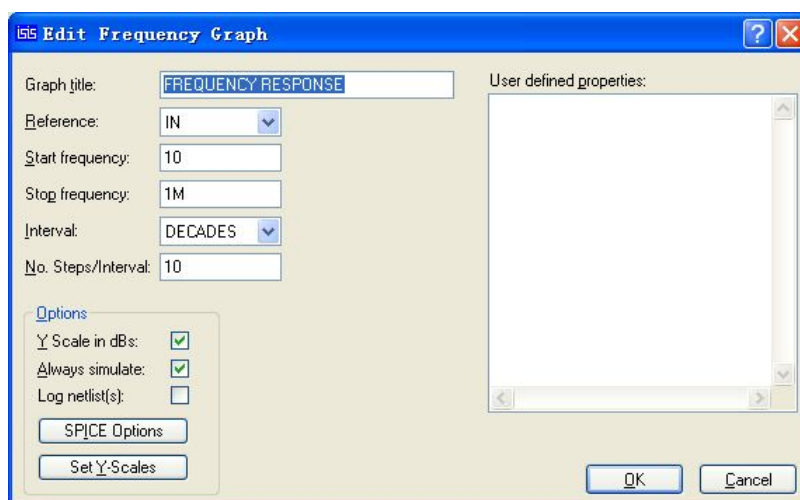 isis Edit Frequency Graph
Graph title: FREQUENCY RESPONSE
Reference: IN
Start frequency: 10
Stop frequency: 1M
Interval: DECADES
No. Steps/Interval: 10
Options
Y Scale in dBs:
Always simulate:
Log netlist(s):
SPICE Options
Set Y-Scales
User defined properties:
OK Cancel